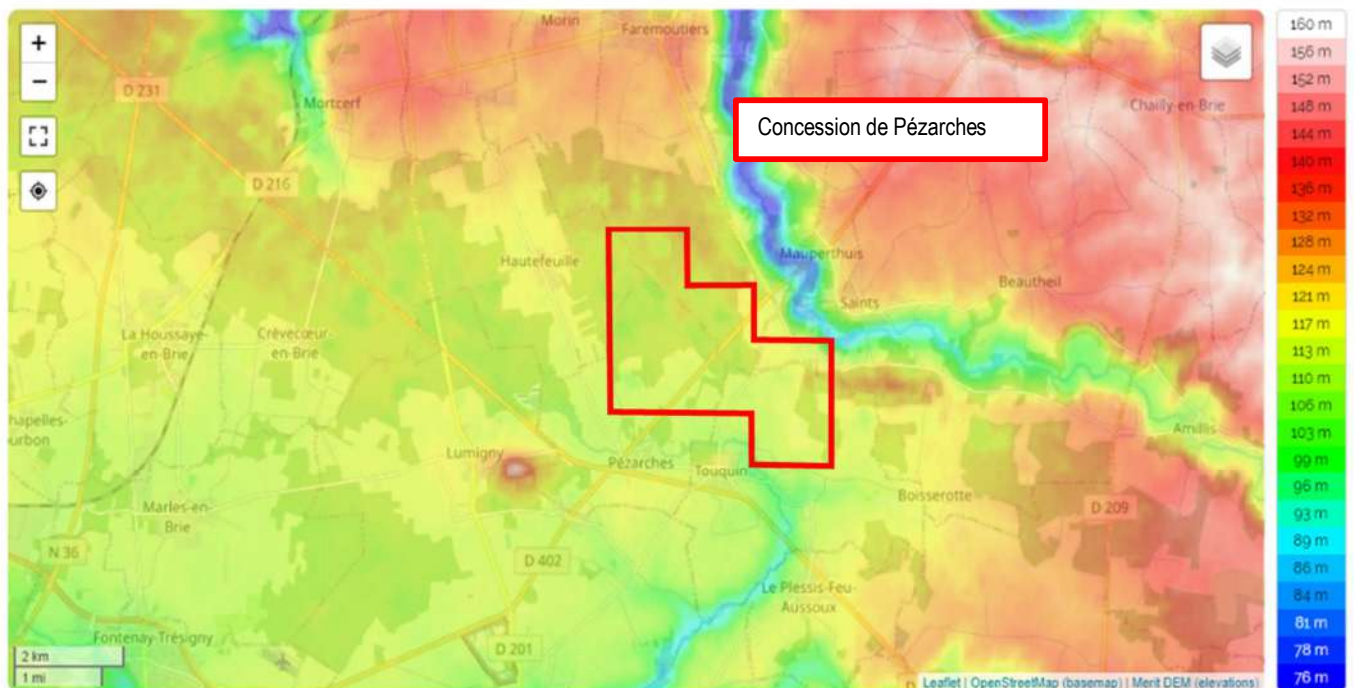 +
−
Morin
Faremoutiers
D 231
Mortcerf
Chailly-en-Brie
Concession de Pézarches
D 216
Hautefeuille
Mauperthuis
Saints
Beautheil
La Houssaye-
en-Brie
Crèvecœur-
en-Brie
Amillis
Lumigny
Pézarches
Touquin
Boisserotte
Marles-en-
Brie
D 209
N 36
D 402
Le Plessis-Feu-
Aussoux
Fontenay-Trésigny
D 201
2 km
1 mi
Leaflet | OpenStreetMap (basemap) | Merit DEM (elevations)
160 m
156 m
152 m
148 m
144 m
140 m
136 m
132 m
128 m
124 m
121 m
117 m
113 m
110 m
106 m
103 m
99 m
96 m
93 m
89 m
86 m
84 m
81 m
78 m
76 m